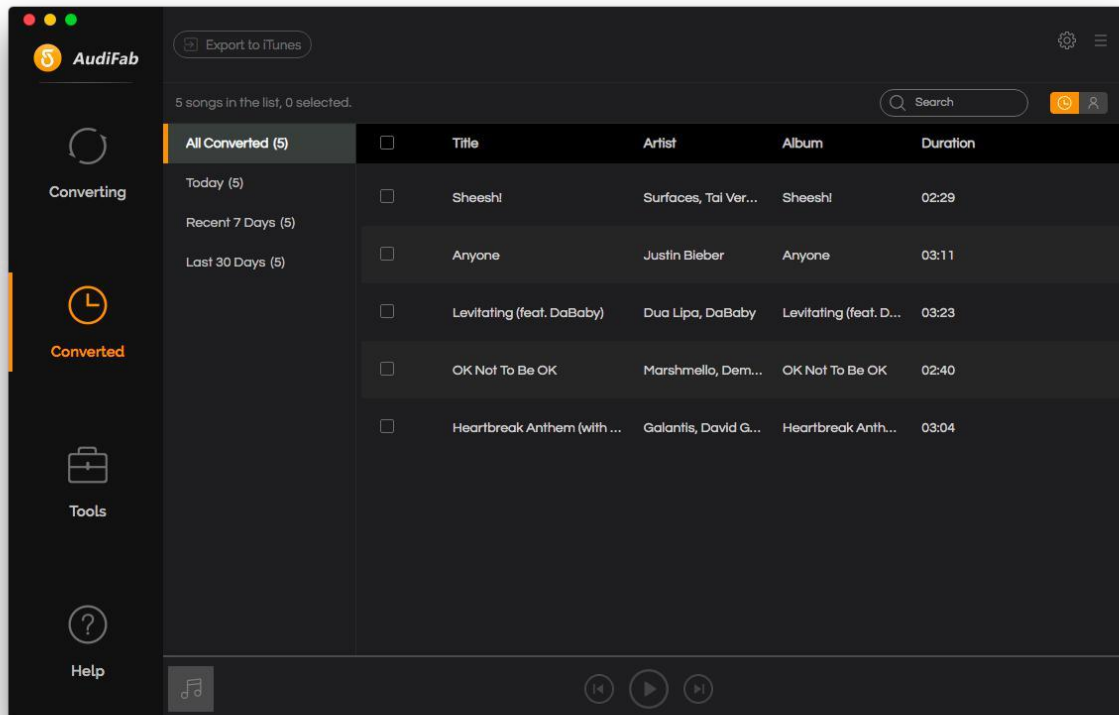 AudiFab
Export to iTunes
5 songs in the list, 0 selected.
Search
Converting
Converted
Tools
Help
All Converted (5)
Today (5)
Recent 7 Days (5)
Last 30 Days (5)
Title Artist Album Duration
Sheesh! Surfaces, Tai Ver... Sheesh! 02:29
Anyone Justin Bieber Anyone 03:11
Levitating (feat. DaBaby) Dua Lipa, DaBaby Levitating (feat. D... 03:23
OK Not To Be OK Marshmello, Dem... OK Not To Be OK 02:40
Heartbreak Anthem (with ... Galantis, David G... Heartbreak Anth... 03:04